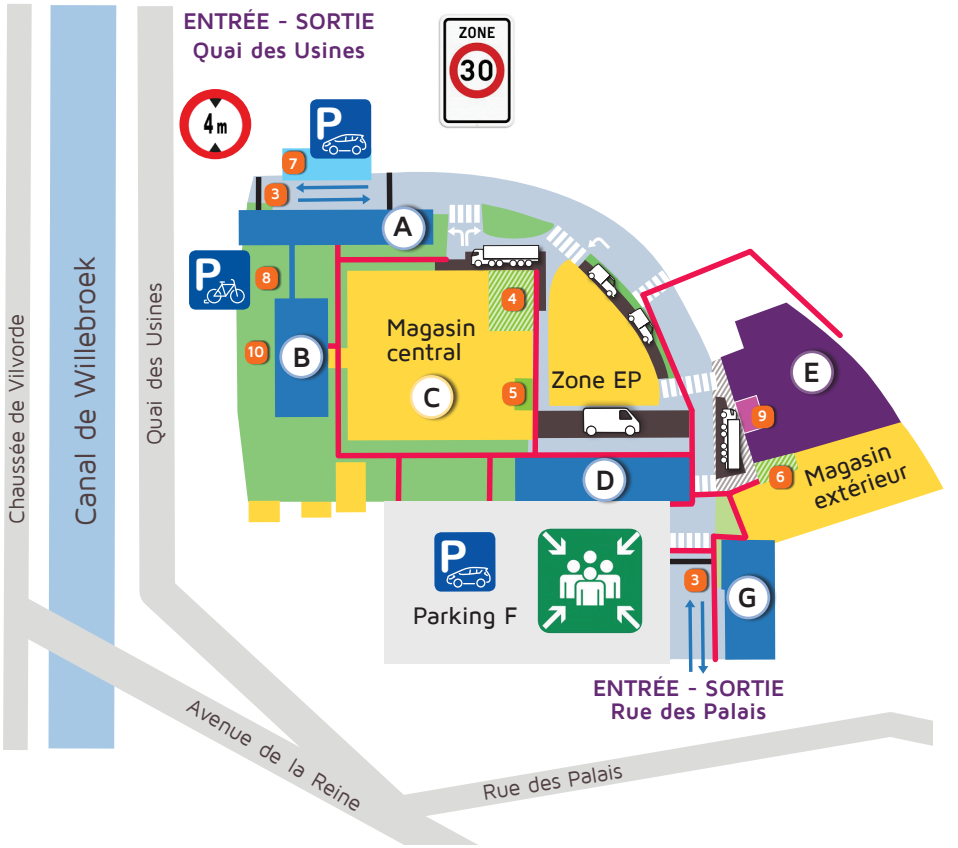 ENTRÉE - SORTIE
Quai des Usines
ZONE
30
4 m
P
7
3
A
P
8
4
Magasin
central
10
B
C
5
Zone EP
E
9
D
6
Magasin
extérieur
P
Parking F
3
G
ENTRÉE - SORTIE
Rue des Palais
Chaussée de Vilvorde
Canal de Willebroek
Quai des Usines
Avenue de la Reine
Rue des Palais